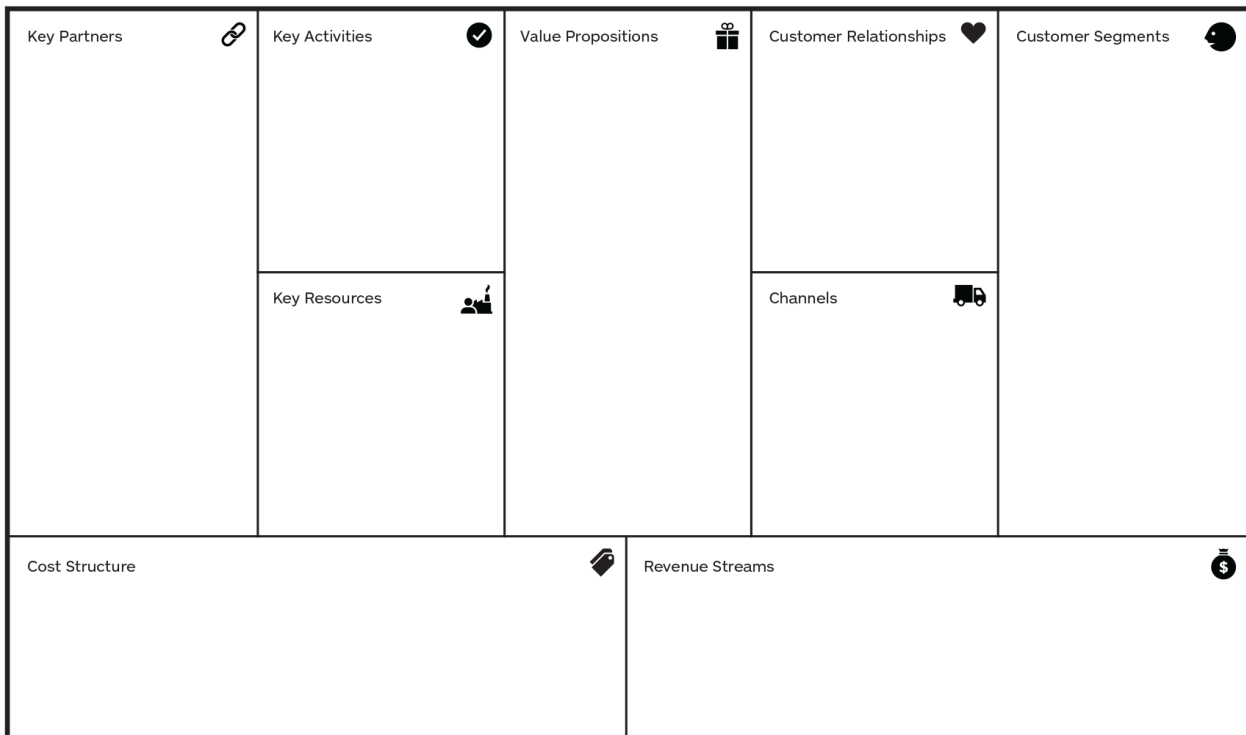 Key Partners
Key Activities
Value Propositions
Customer Relationships
Customer Segments
Key Resources
Channels
Cost Structure
Revenue Streams
$